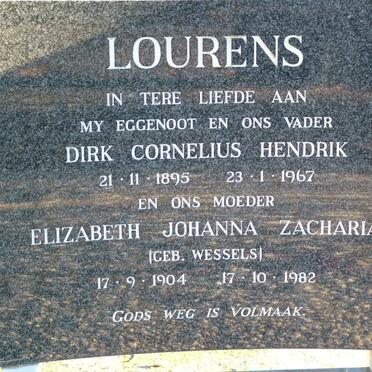 LOURENS
IN TERE LIEFDE AAN
MY EGGENOOT EN ONS VADER
DIRK CORNELIUS HENDRIK
21 · 11 · 1895 23 · 1 · 1967
EN ONS MOEDER
ELIZABETH JOHANNA ZACHARIA
(GEB. WESSELS)
17 · 9 · 1904 17 · 10 · 1982
GODS WEG IS VOLMAAK.